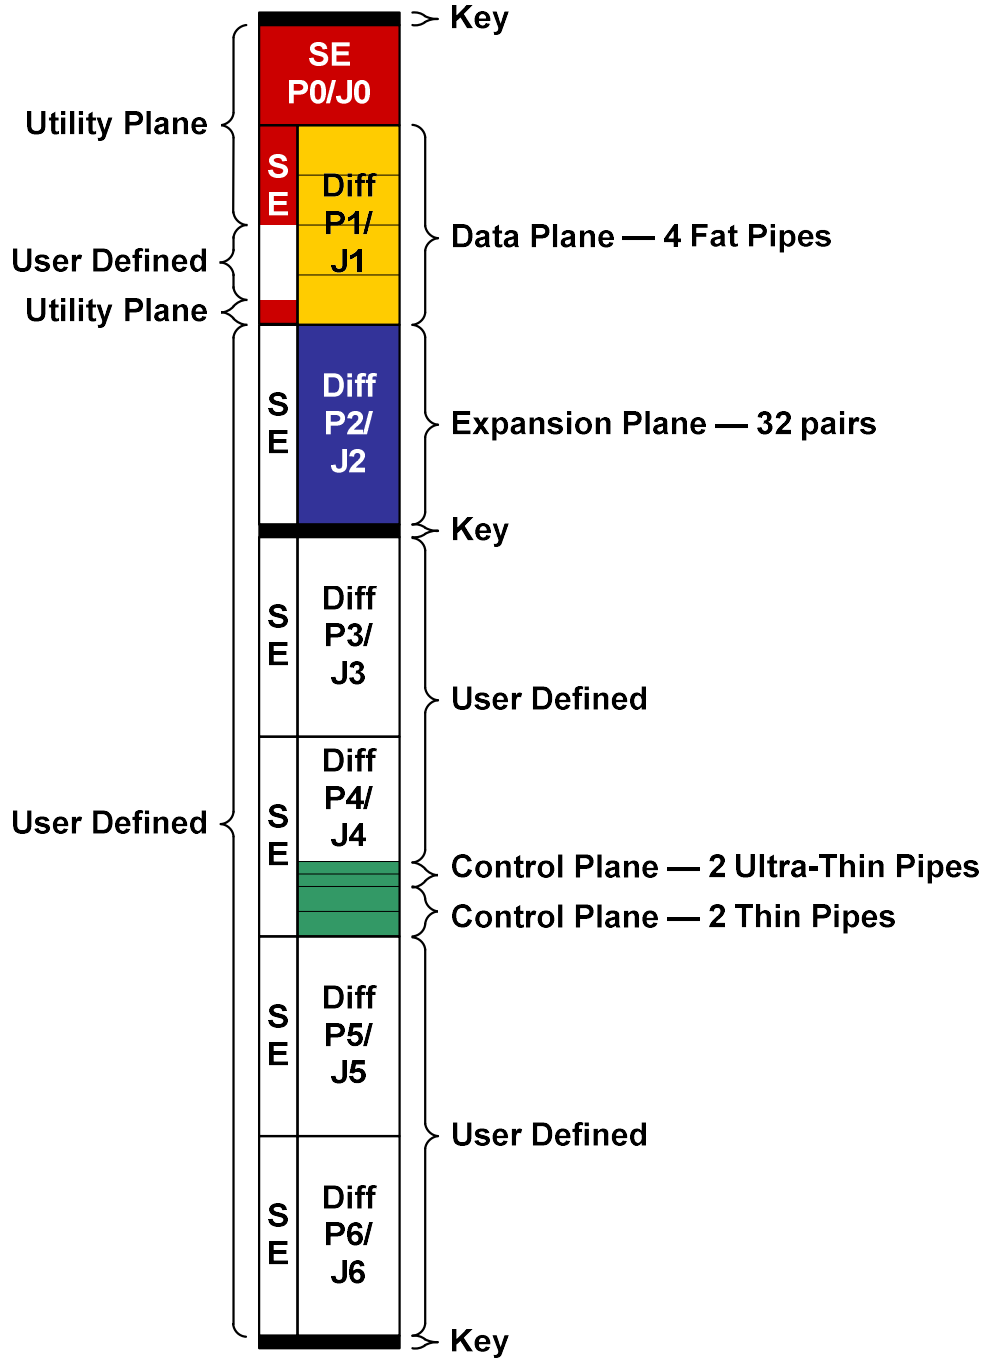 Key
SE
P0/J0
Utility Plane
S
E
Diff
P1/
J1
Data Plane — 4 Fat Pipes
User Defined
Utility Plane
S
E
Diff
P2/
J2
Expansion Plane — 32 pairs
Key
S
E
Diff
P3/
J3
User Defined
User Defined
S
E
Diff
P4/
J4
Control Plane — 2 Ultra-Thin Pipes
Control Plane — 2 Thin Pipes
S
E
Diff
P5/
J5
User Defined
S
E
Diff
P6/
J6
Key